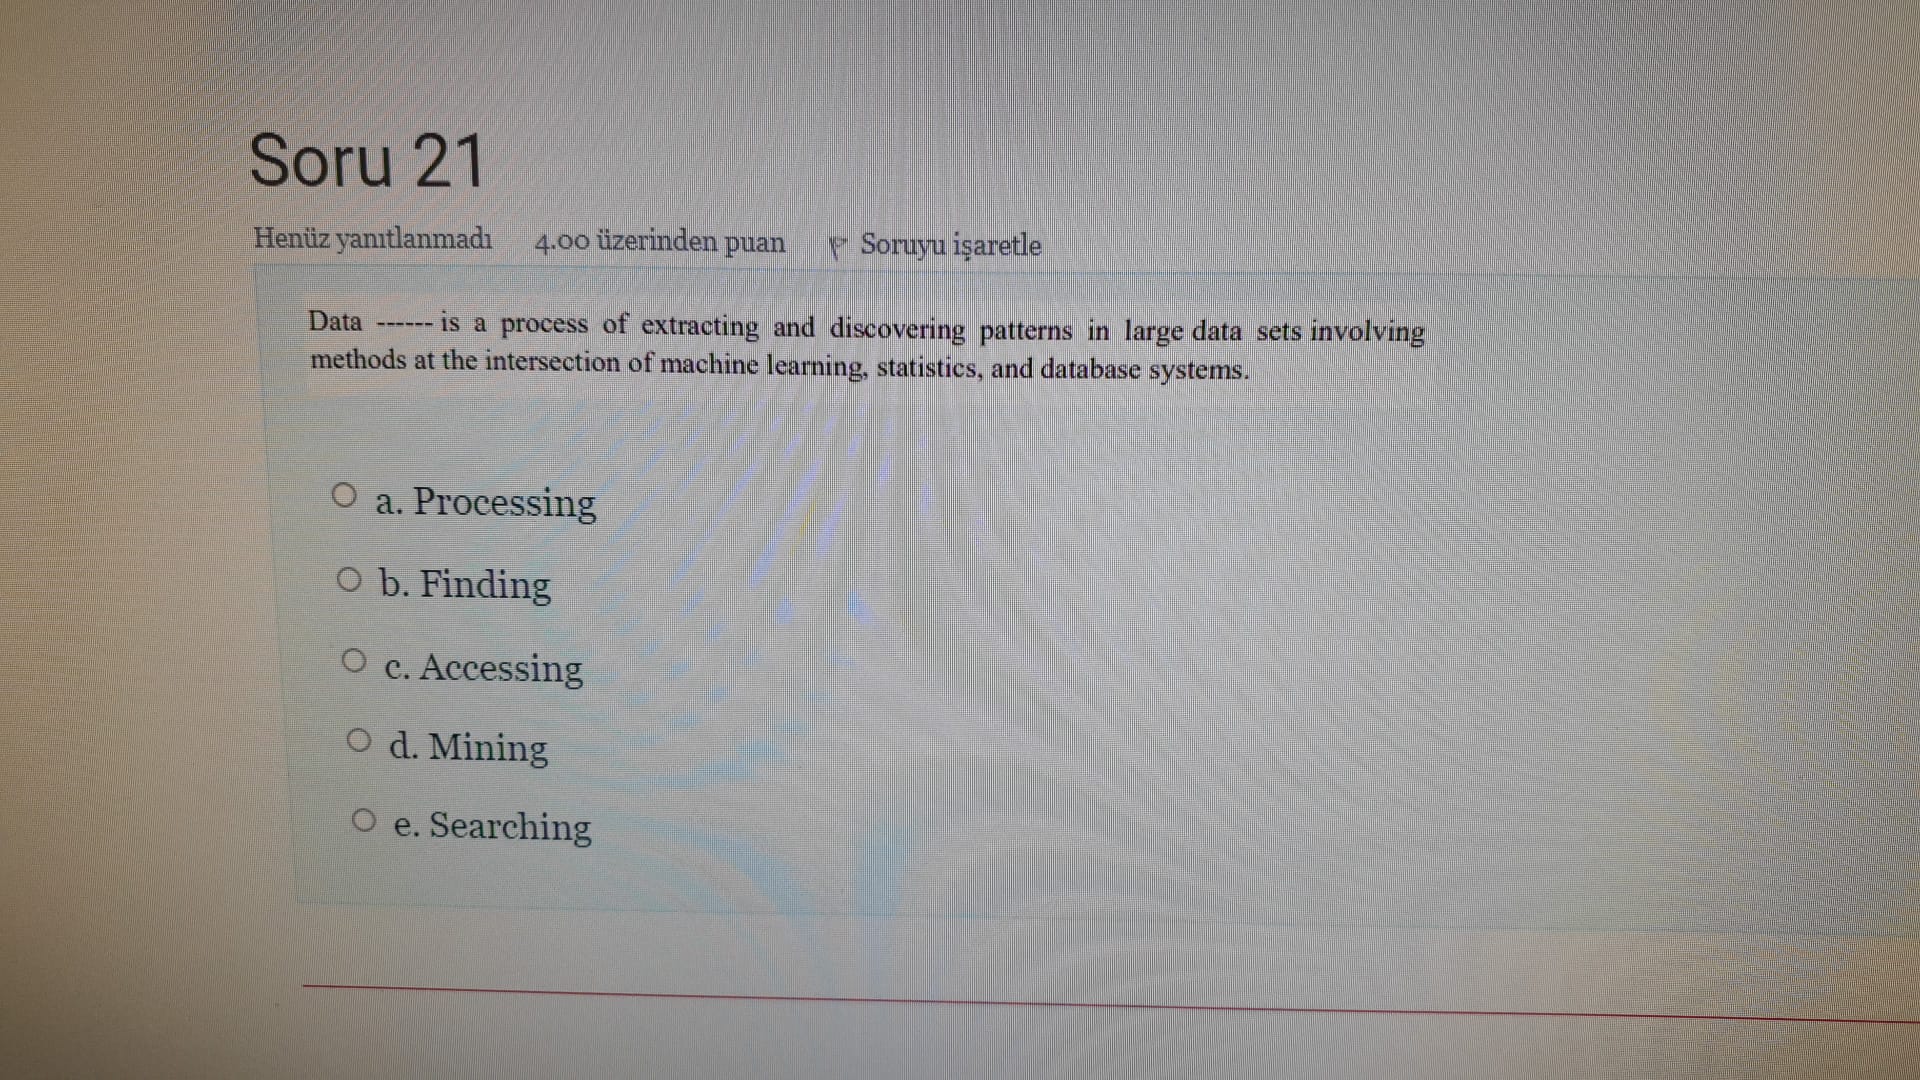 Soru 21
Henüz yanıtlanmadı 4.00 üzerinden puan Soruyu işaretle
Data ------ is a process of extracting and discovering patterns in large data sets involving
methods at the intersection of machine learning, statistics, and database systems.
a. Processing
b. Finding
c. Accessing
d. Mining
e. Searching